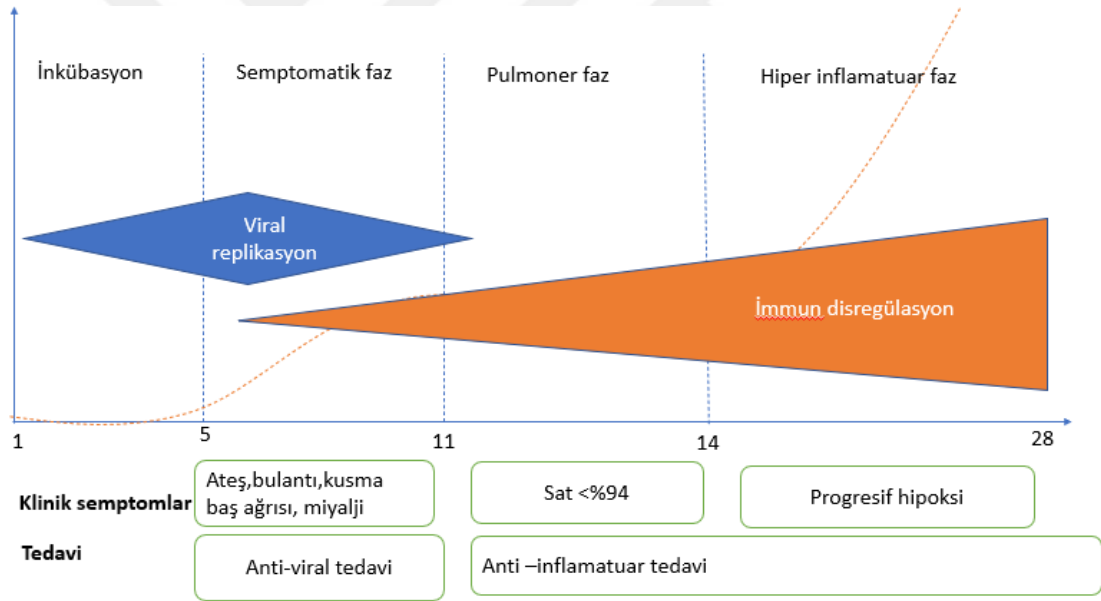 İnkübasyon
Semptomatik faz
Pulmoner faz
Hiper inflamatuar faz
Viral
replikasyon
İmmun disregülasyon
1
5
11
14
28
Klinik semptomlar
Ateş,bulantı,kusma
baş ağrısı, miyalji
Sat <%94
Progresif hipoksi
Tedavi
Anti-viral tedavi
Anti –inflamatuar tedavi